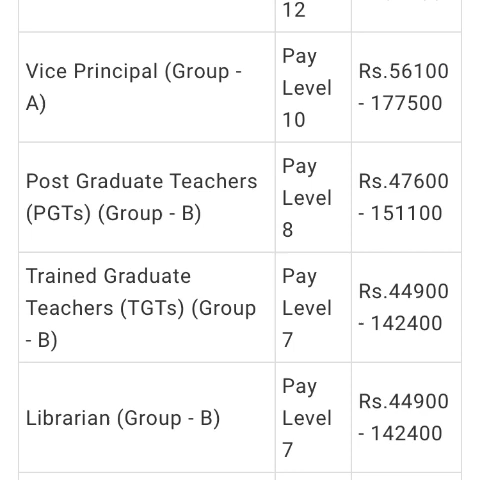 12
Vice Principal (Group -
A)
Pay
Level
10
Rs.56100
- 177500
Post Graduate Teachers
(PGTs) (Group - B)
Pay
Level
8
Rs.47600
- 151100
Trained Graduate
Teachers (TGTs) (Group
- B)
Pay
Level
7
Rs.44900
- 142400
Librarian (Group - B)
Pay
Level
7
Rs.44900
- 142400